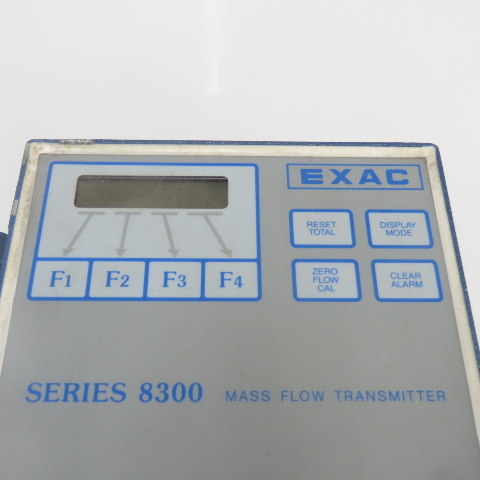 EXAC
RESET
TOTAL
DISPLAY
MODE
F1 F2 F3 F4
ZERO
FLOW
CAL
CLEAR
ALARM
SERIES 8300 MASS FLOW TRANSMITTER